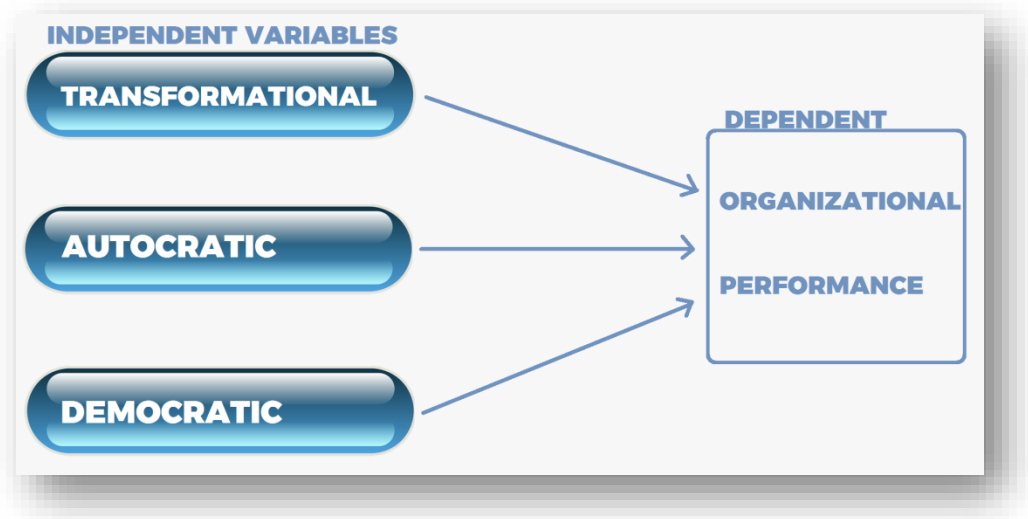 INDEPENDENT VARIABLES
TRANSFORMATIONAL
AUTOCRATIC
DEMOCRATIC
DEPENDENT
ORGANIZATIONAL
PERFORMANCE